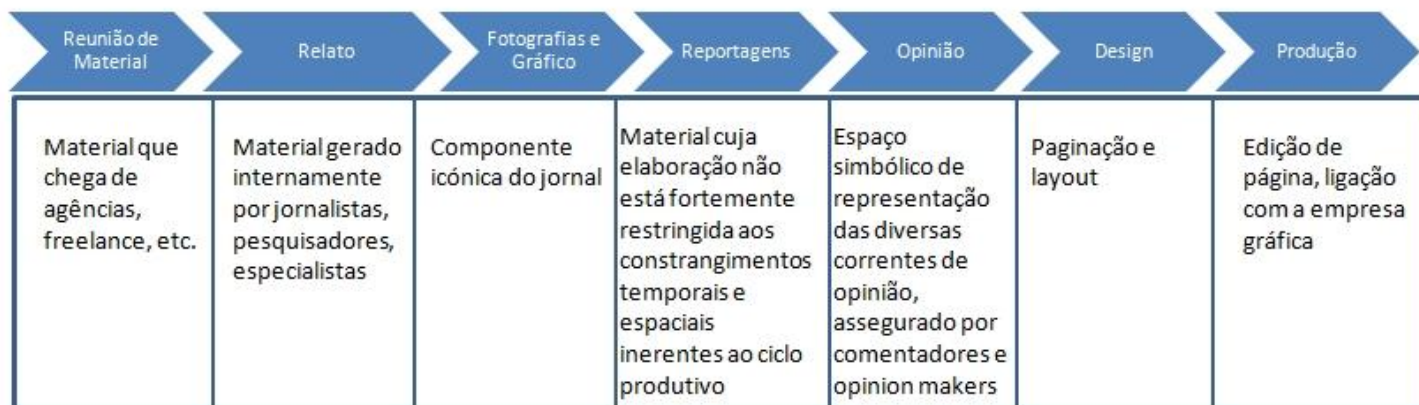 Reunião de
Material
Relato
Fotografias e
Gráfico
Reportagens
Opinião
Design
Produção
Material que
chega de
agências,
freelance, etc.
Material gerado
internamente
por jornalistas,
pesquisadores,
especialistas
Componente
icónica do jornal
Material cuja
elaboração não
está fortemente
restringida aos
constrangimentos
temporais e
espaciais
inerentes ao ciclo
produtivo
Espaço
simbólico de
representação
das diversas
correntes de
opinião,
assegurado por
comentadores e
opinion makers
Paginação e
layout
Edição de
página, ligação
com a empresa
gráfica